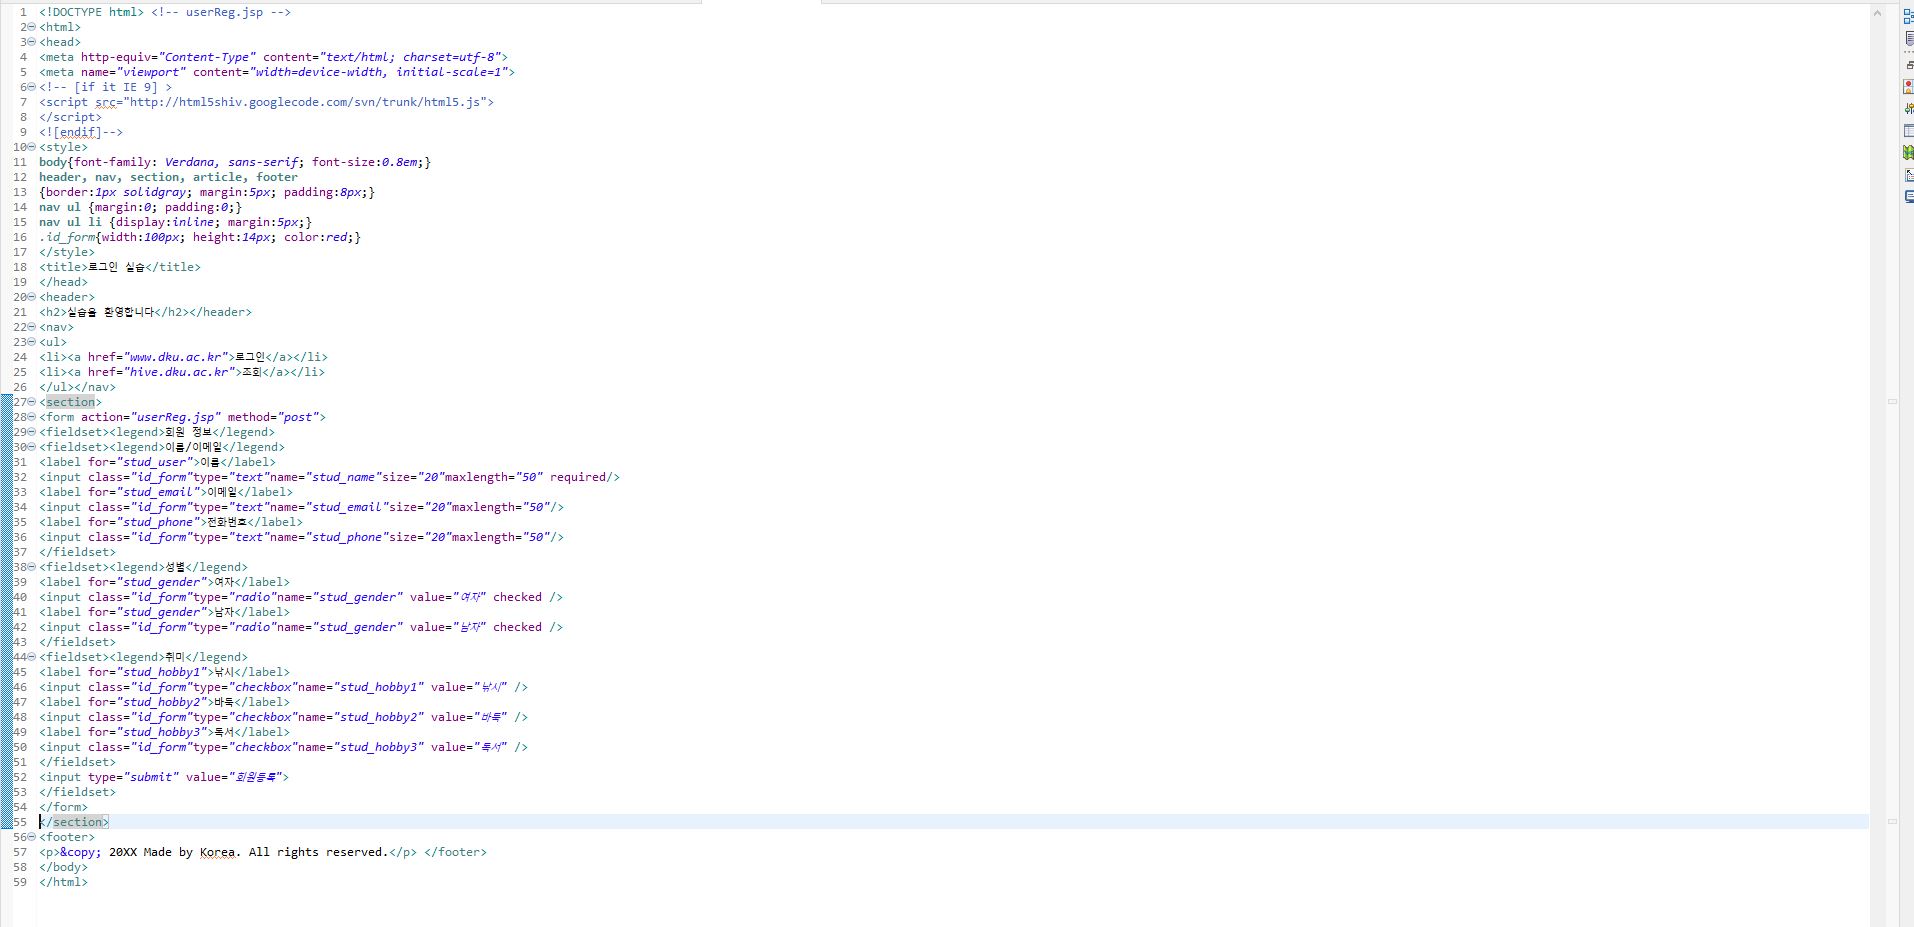 1 <!DOCTYPE html> <!-- userReg.jsp -->
2 <html>
3 <head>
4 <meta http-equiv="Content-Type" content="text/html; charset=utf-8">
5 <meta name="viewport" content="width=device-width, initial-scale=1">
6 <!-- [if it IE 9] >
7 <script src="http://html5shiv.googlecode.com/svn/trunk/html5.js">
8 </script>
9 <![endif]-->
10 <style>
11 body{font-family: Verdana, sans-serif; font-size:0.8em;}
12 header, nav, section, article, footer
13 {border:1px solidgray; margin:5px; padding:8px;}
14 nav ul {margin:0; padding:0;}
15 nav ul li {display:inline; margin:5px;}
16 .id_form{width:100px; height:14px; color:red;}
17 </style>
18 <title>로그인 실습</title>
19 </head>
20 <header>
21 <h2>실습을 환영합니다</h2></header>
22 <nav>
23 <ul>
24 <li><a href="www.dku.ac.kr">로그인</a></li>
25 <li><a href="hive.dku.ac.kr">조회</a></li>
26 </ul></nav>
27 <section>
28 <form action="userReg.jsp" method="post">
29 <fieldset><legend>회원 정보</legend>
30 <fieldset><legend>이름/이메일</legend>
31 <label for="stud_user">이름</label>
32 <input class="id_form"type="text"name="stud_name"size="20"maxlength="50" required/>
33 <label for="stud_email">이메일</label>
34 <input class="id_form"type="text"name="stud_email"size="20"maxlength="50"/>
35 <label for="stud_phone">전화번호</label>
36 <input class="id_form"type="text"name="stud_phone"size="20"maxlength="50"/>
37 </fieldset>
38 <fieldset><legend>성별</legend>
39 <label for="stud_gender">여자</label>
40 <input class="id_form"type="radio"name="stud_gender" value="여자" checked />
41 <label for="stud_gender">남자</label>
42 <input class="id_form"type="radio"name="stud_gender" value="남자" checked />
43 </fieldset>
44 <fieldset><legend>취미</legend>
45 <label for="stud_hobby1">낚시</label>
46 <input class="id_form"type="checkbox"name="stud_hobby1" value="낚시" />
47 <label for="stud_hobby2">바둑</label>
48 <input class="id_form"type="checkbox"name="stud_hobby2" value="바둑" />
49 <label for="stud_hobby3">독서</label>
50 <input class="id_form"type="checkbox"name="stud_hobby3" value="독서" />
51 </fieldset>
52 <input type="submit" value="회원등록">
53 </fieldset>
54 </form>
55 </section>
56 <footer>
57 <p>&copy; 20XX Made by Korea. All rights reserved.</p> </footer>
58 </body>
59 </html>